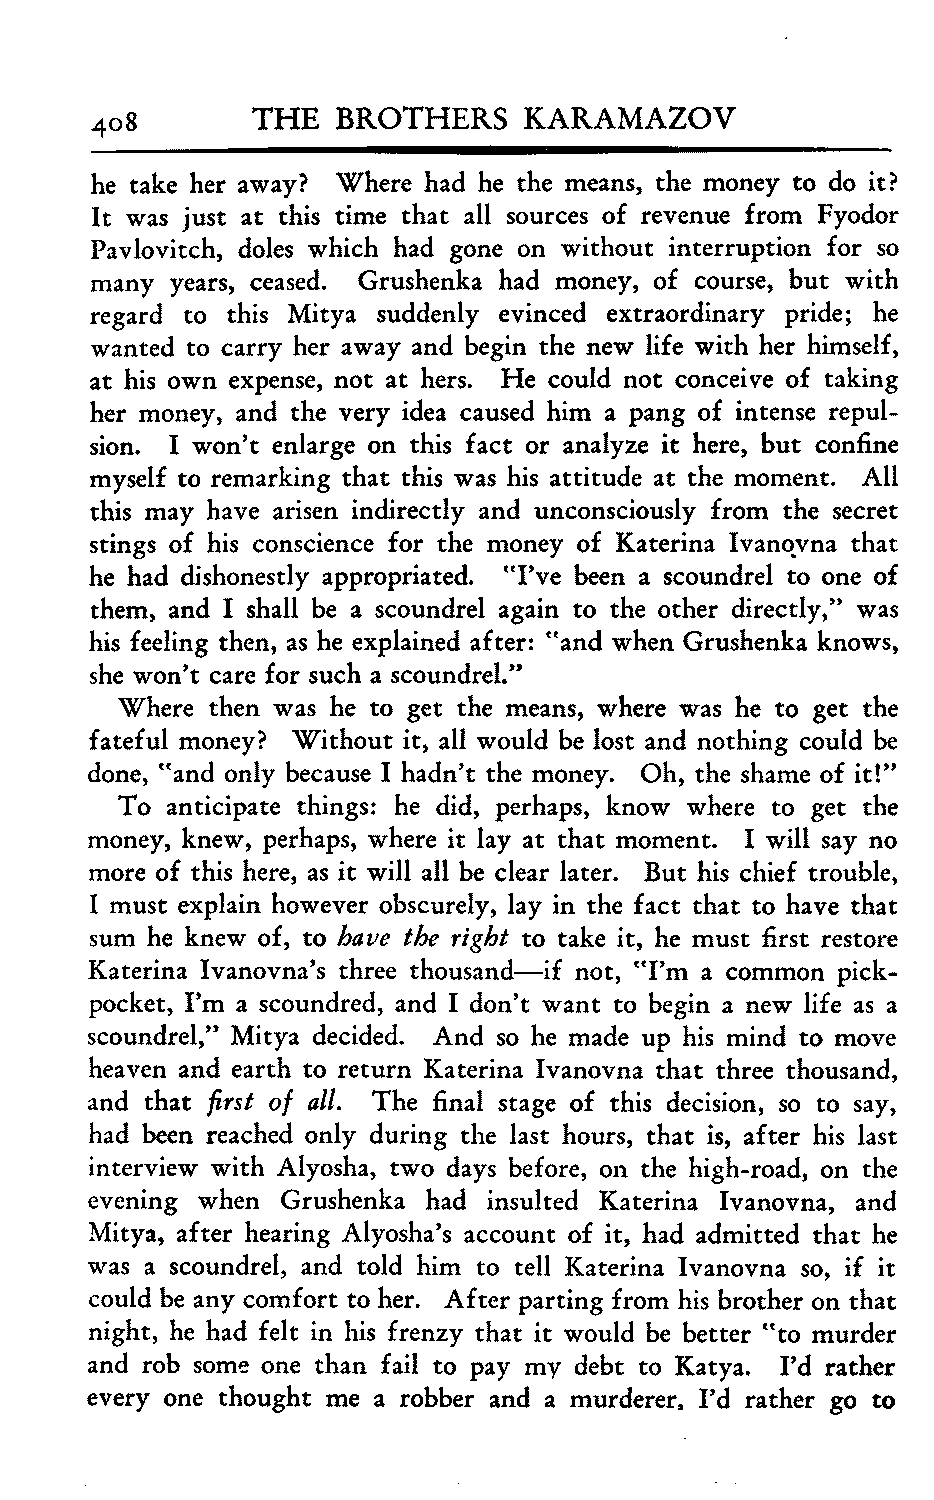 408 THE BROTHERS KARAMAZOV
he take her away? Where had he the means, the money to do it?
It was just at this time that all sources of revenue from Fyodor
Pavlovitch, doles which had gone on without interruption for so
many years, ceased. Grushenka had money, of course, but with
regard to this Mitya suddenly evinced extraordinary pride; he
wanted to carry her away and begin the new life with her himself,
at his own expense, not at hers. He could not conceive of taking
her money, and the very idea caused him a pang of intense repul-
sion. I won't enlarge on this fact or analyze it here, but confine
myself to remarking that this was his attitude at the moment. All
this may have arisen indirectly and unconsciously from the secret
stings of his conscience for the money of Katerina Ivanovna that
he had dishonestly appropriated. "I've been a scoundrel to one of
them, and I shall be a scoundrel again to the other directly," was
his feeling then, as he explained after: "and when Grushenka knows,
she won't care for such a scoundrel."
Where then was he to get the means, where was he to get the
fateful money? Without it, all would be lost and nothing could be
done, "and only because I hadn't the money. Oh, the shame of it!"
To anticipate things: he did, perhaps, know where to get the
money, knew, perhaps, where it lay at that moment. I will say no
more of this here, as it will all be clear later. But his chief trouble,
I must explain however obscurely, lay in the fact that to have that
sum he knew of, to have the right to take it, he must first restore
Katerina Ivanovna's three thousand—if not, "I'm a common pick-
pocket, I'm a scoundred, and I don't want to begin a new life as a
scoundrel," Mitya decided. And so he made up his mind to move
heaven and earth to return Katerina Ivanovna that three thousand,
and that first of all. The final stage of this decision, so to say,
had been reached only during the last hours, that is, after his last
interview with Alyosha, two days before, on the high-road, on the
evening when Grushenka had insulted Katerina Ivanovna, and
Mitya, after hearing Alyosha's account of it, had admitted that he
was a scoundrel, and told him to tell Katerina Ivanovna so, if it
could be any comfort to her. After parting from his brother on that
night, he had felt in his frenzy that it would be better "to murder
and rob some one than fail to pay my debt to Katya. I'd rather
every one thought me a robber and a murderer, I'd rather go to